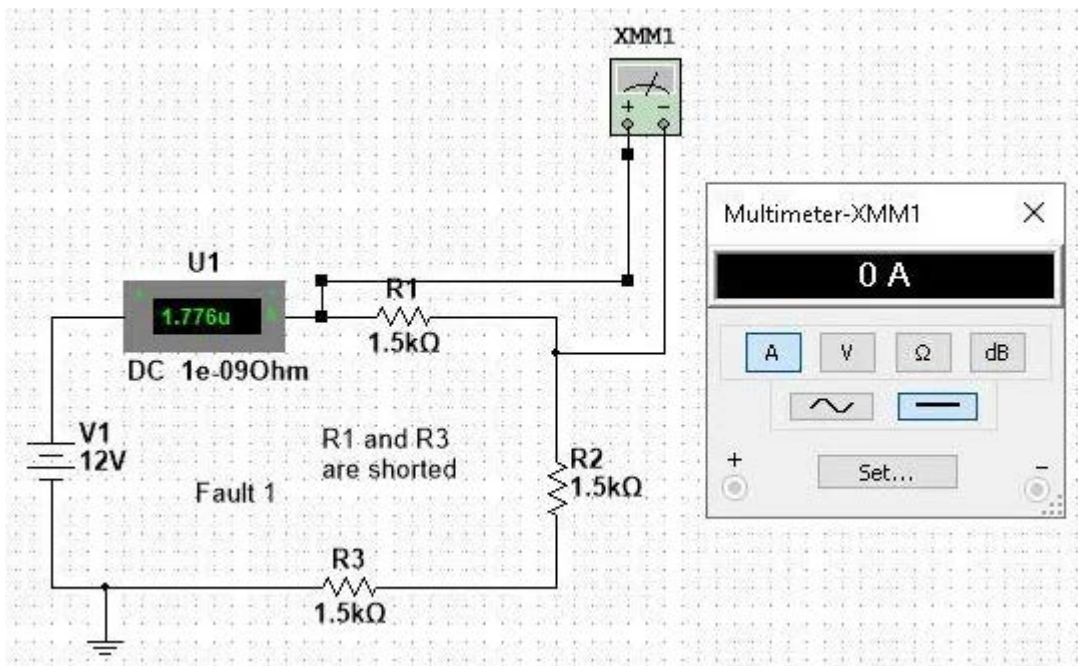 XMM1
+ −
Multimeter-XMM1
0 A
A V Ω dB
+ Set... −
U1
1.776u A
DC 1e-09Ohm
R1
1.5kΩ
V1
12V
R1 and R3
are shorted
Fault 1
R2
1.5kΩ
R3
1.5kΩ